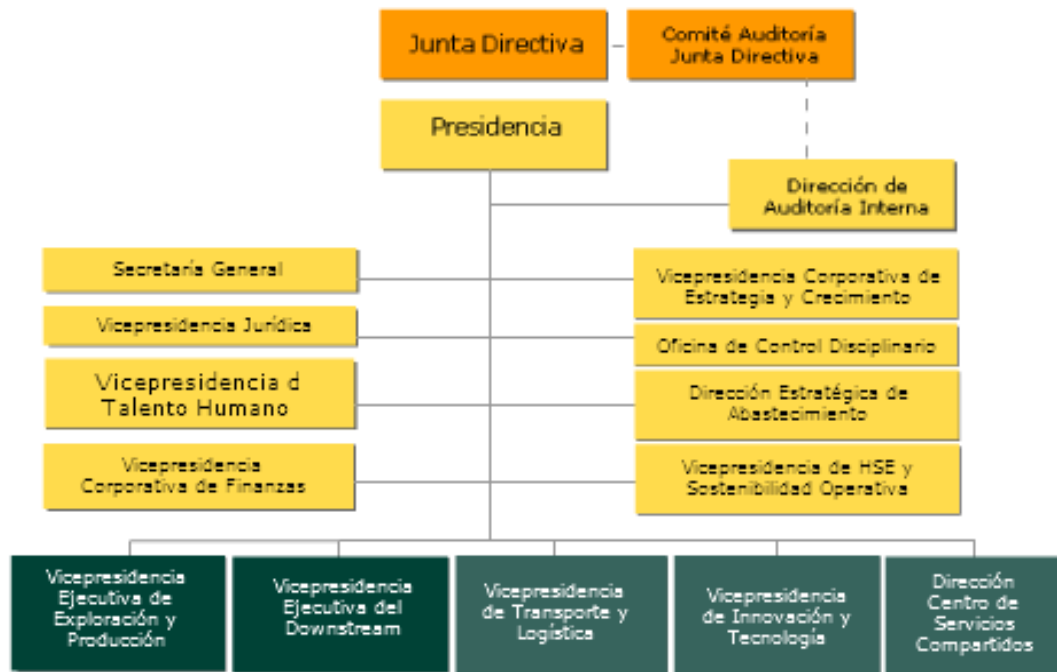 Junta Directiva
Comité Auditoría
Junta Directiva
Presidencia
Dirección de
Auditoría Interna
Secretaría General
Vicepresidencia Corporativa de
Estrategia y Crecimiento
Vicepresidencia Jurídica
Oficina de Control Disciplinario
Vicepresidencia d
Talento Humano
Dirección Estratégica de
Abastecimiento
Vicepresidencia
Corporativa de Finanzas
Vicepresidencia de HSE y
Sostenibilidad Operativa
Vicepresidencia
Ejecutiva de
Exploración y
Producción
Vicepresidencia
Ejecutiva del
Downstream
Vicepresidencia
de Transporte y
Logística
Vicepresidencia
de Innovación y
Tecnología
Dirección
Centro de
Servicios
Compartidos